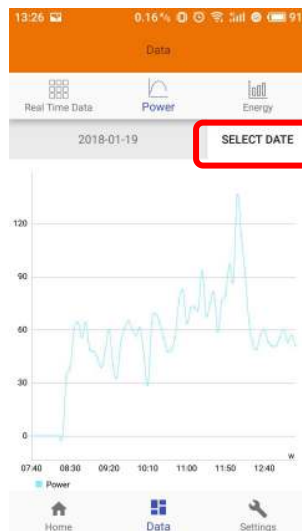 13:26 0.16% 91
Data
Real Time Data Power Energy
2018-01-19 SELECT DATE
120
90
60
30
0
W
07:40 08:30 09:20 10:10 11:00 11:50 12:40
Power
Home Data Settings